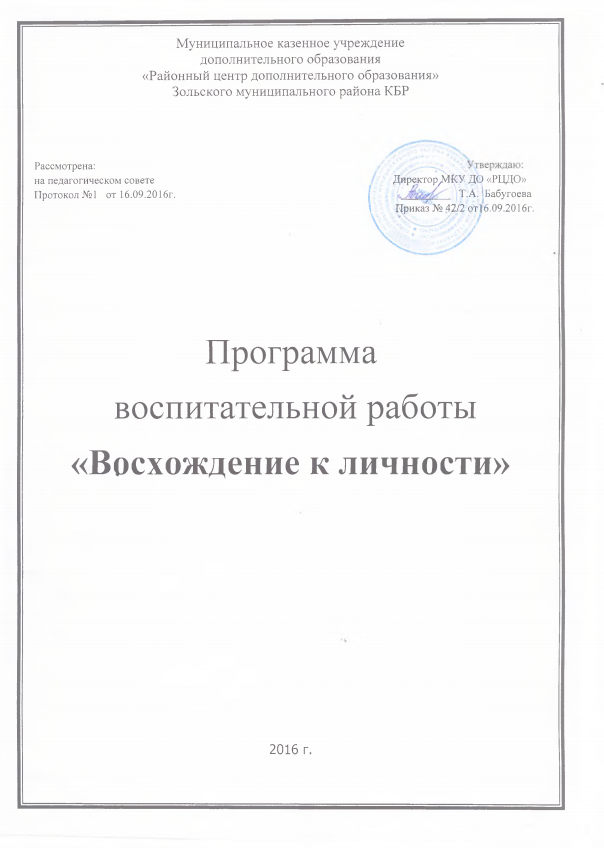 Муниципальное казенное учреждение
дополнительного образования
«Районный центр дополнительного образования»
Зольского муниципального района КБР
Рассмотрена:
на педагогическом совете
Протокол №1 от 16.09.2016г.
Утверждаю:
Директор МКУ ДО «РЦДО»
Т.А. Бабугоева
Приказ № 42/2 от16.09.2016г.
Программа
воспитательной работы
«Восхождение к личности»
2016 г.